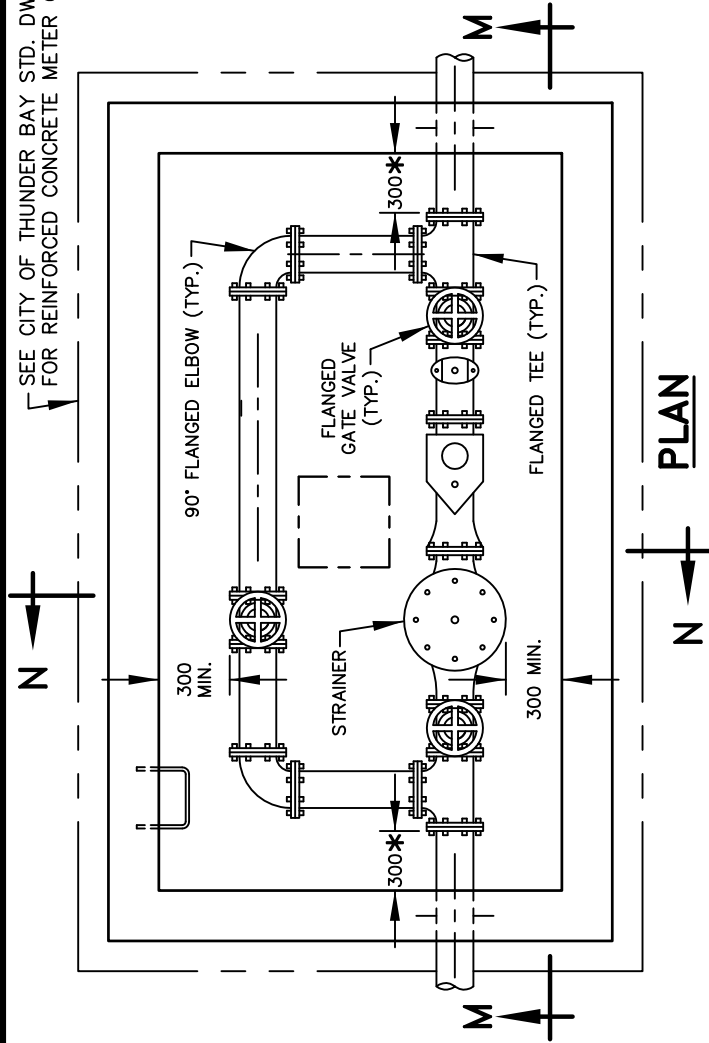 SEE CITY OF THUNDER BAY STD. DW
FOR REINFORCED CONCRETE METER
M
300*
90° FLANGED ELBOW (TYP.)
FLANGED
GATE VALVE
(TYP.)
FLANGED TEE (TYP.)
PLAN
N
N
STRAINER
300
MIN.
300 MIN.
300*
M